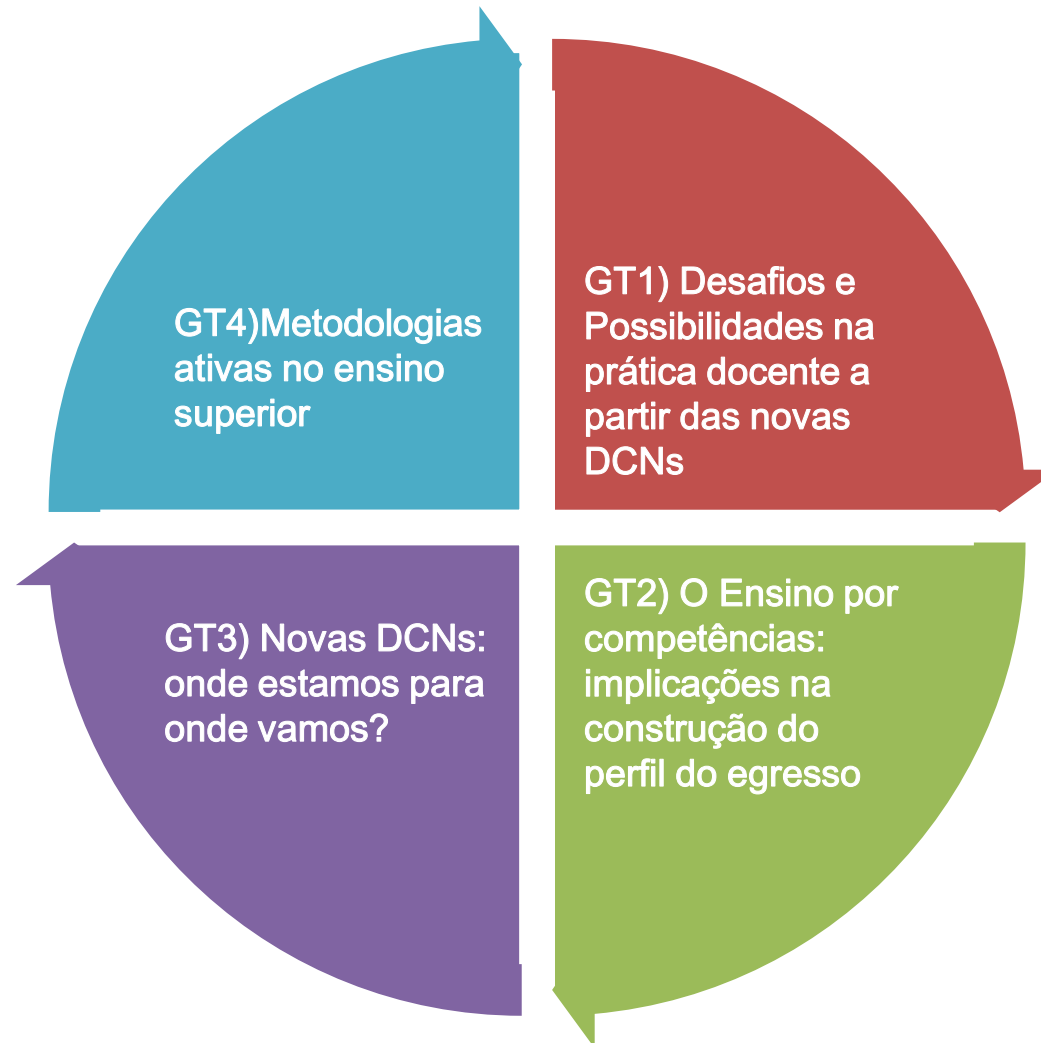 GT1) Desafios e
Possibilidades na
prática docente a
partir das novas
DCNs
GT2) O Ensino por
competências:
implicações na
construção do
perfil do egresso
GT3) Novas DCNs:
onde estamos para
onde vamos?
GT4)Metodologias
ativas no ensino
superior